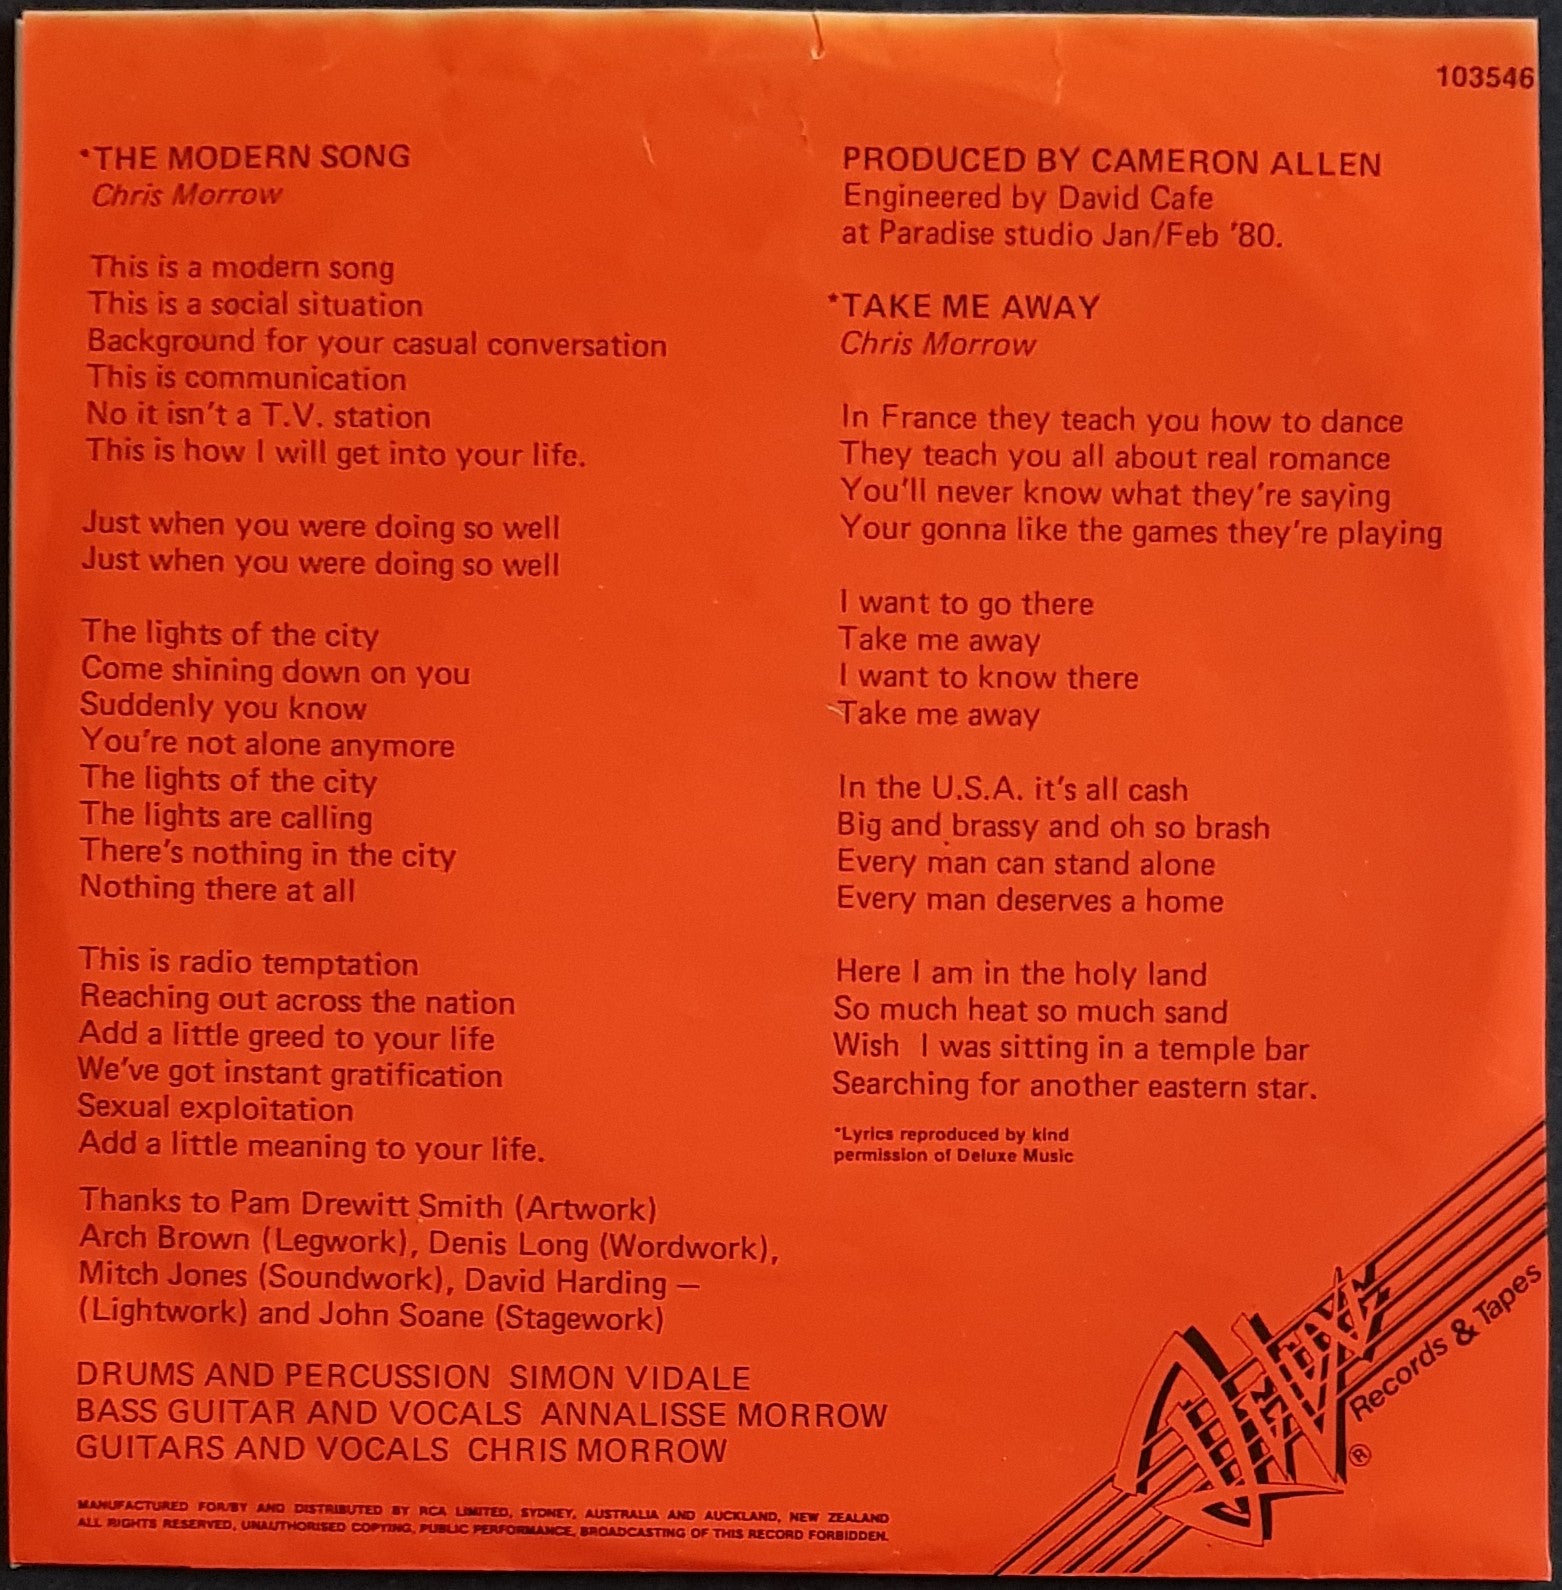 103546
*THE MODERN SONG
Chris Morrow
This is a modern song
This is a social situation
Background for your casual conversation
This is communication
No it isn't a T.V. station
This is how I will get into your life.
Just when you were doing so well
Just when you were doing so well
The lights of the city
Come shining down on you
Suddenly you know
You're not alone anymore
The lights of the city
The lights are calling
There's nothing in the city
Nothing there at all
This is radio temptation
Reaching out across the nation
Add a little greed to your life
We've got instant gratification
Sexual exploitation
Add a little meaning to your life.
Thanks to Pam Drewitt Smith (Artwork)
Arch Brown (Legwork), Denis Long (Wordwork),
Mitch Jones (Soundwork), David Harding —
(Lightwork) and John Soane (Stagework)
DRUMS AND PERCUSSION SIMON VIDALE
BASS GUITAR AND VOCALS ANNALISSE MORROW
GUITARS AND VOCALS CHRIS MORROW
MANUFACTURED FOR/BY AND DISTRIBUTED BY RCA LIMITED, SYDNEY, AUSTRALIA AND AUCKLAND, NEW ZEALAND
ALL RIGHTS RESERVED, UNAUTHORISED COPYING, PUBLIC PERFORMANCE, BROADCASTING OF THIS RECORD FORBIDDEN.
PRODUCED BY CAMERON ALLEN
Engineered by David Cafe
at Paradise studio Jan/Feb '80.
*TAKE ME AWAY
Chris Morrow
In France they teach you how to dance
They teach you all about real romance
You'll never know what they're saying
Your gonna like the games they're playing
I want to go there
Take me away
I want to know there
Take me away
In the U.S.A. it's all cash
Big and brassy and oh so brash
Every man can stand alone
Every man deserves a home
Here I am in the holy land
So much heat so much sand
Wish I was sitting in a temple bar
Searching for another eastern star.
*Lyrics reproduced by kind
permission of Deluxe Music
Deluxe
Records & Tapes
®